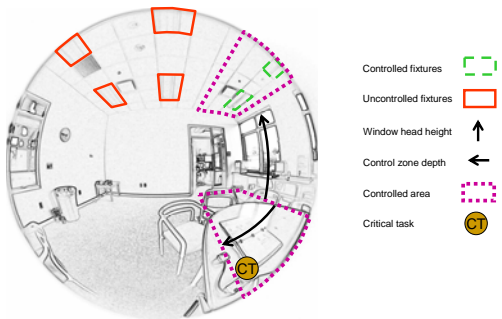 Controlled fixtures
Uncontrolled fixtures
Window head height
Control zone depth
Controlled area
Critical task
CT
CT